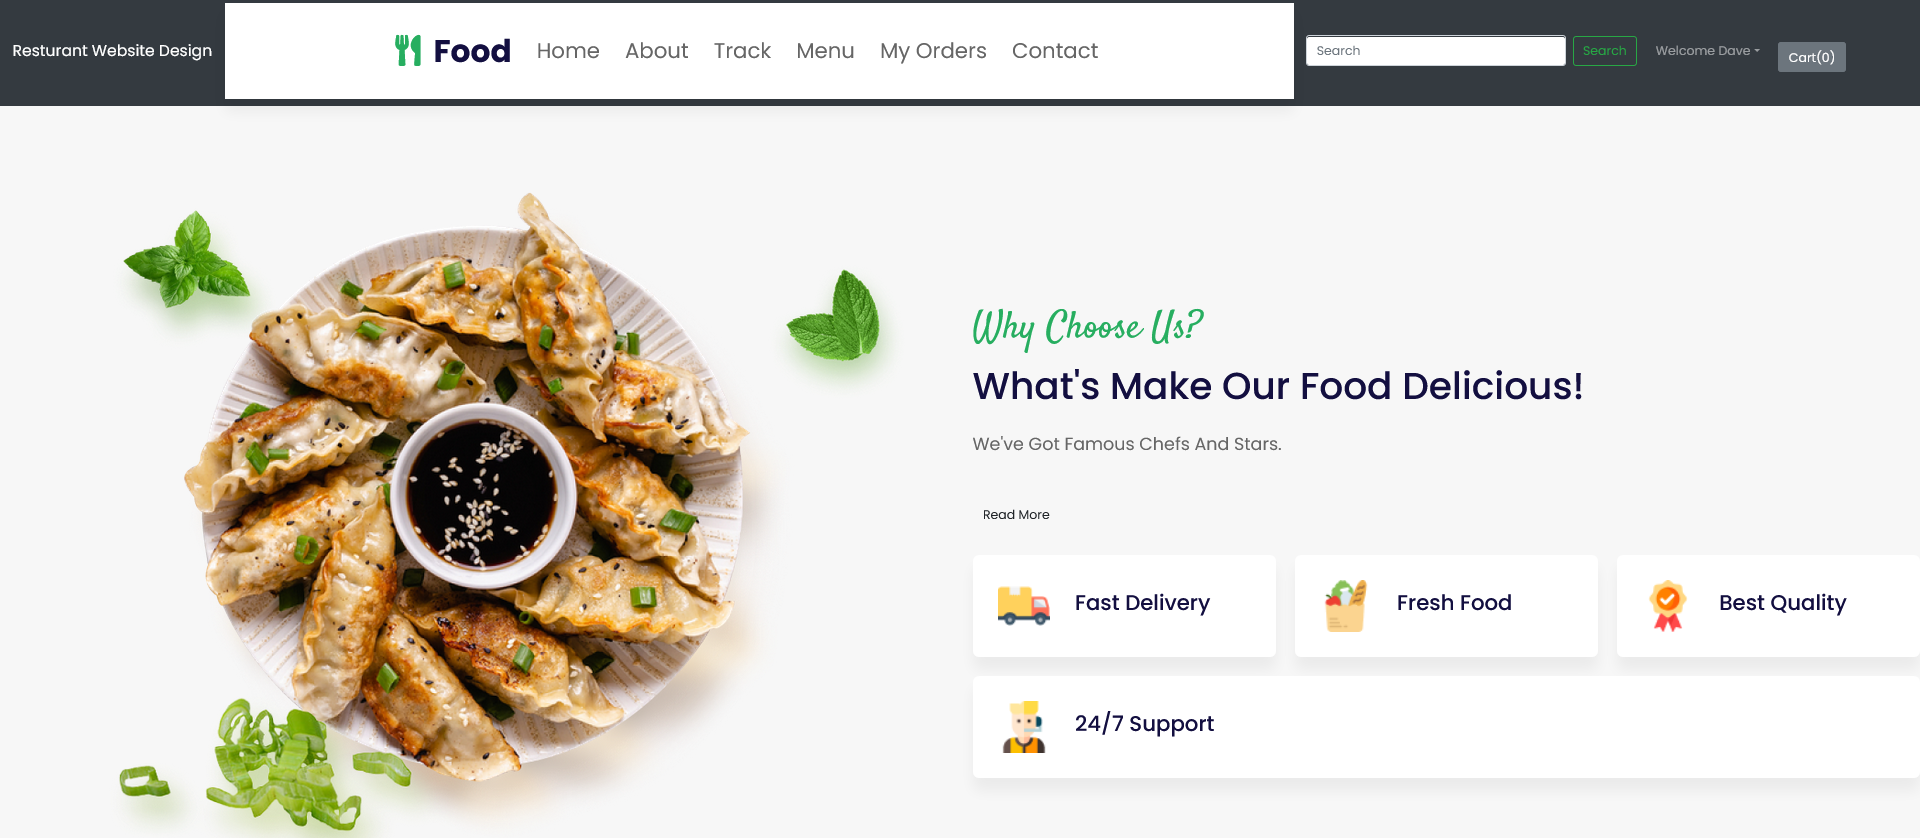 Resturant Website Design
Food Home About Track Menu My Orders Contact
Search Search Welcome Dave Cart(0)
Why Choose Us?
What's Make Our Food Delicious!
We've Got Famous Chefs And Stars.
Read More
Fast Delivery
Fresh Food
Best Quality
24/7 Support